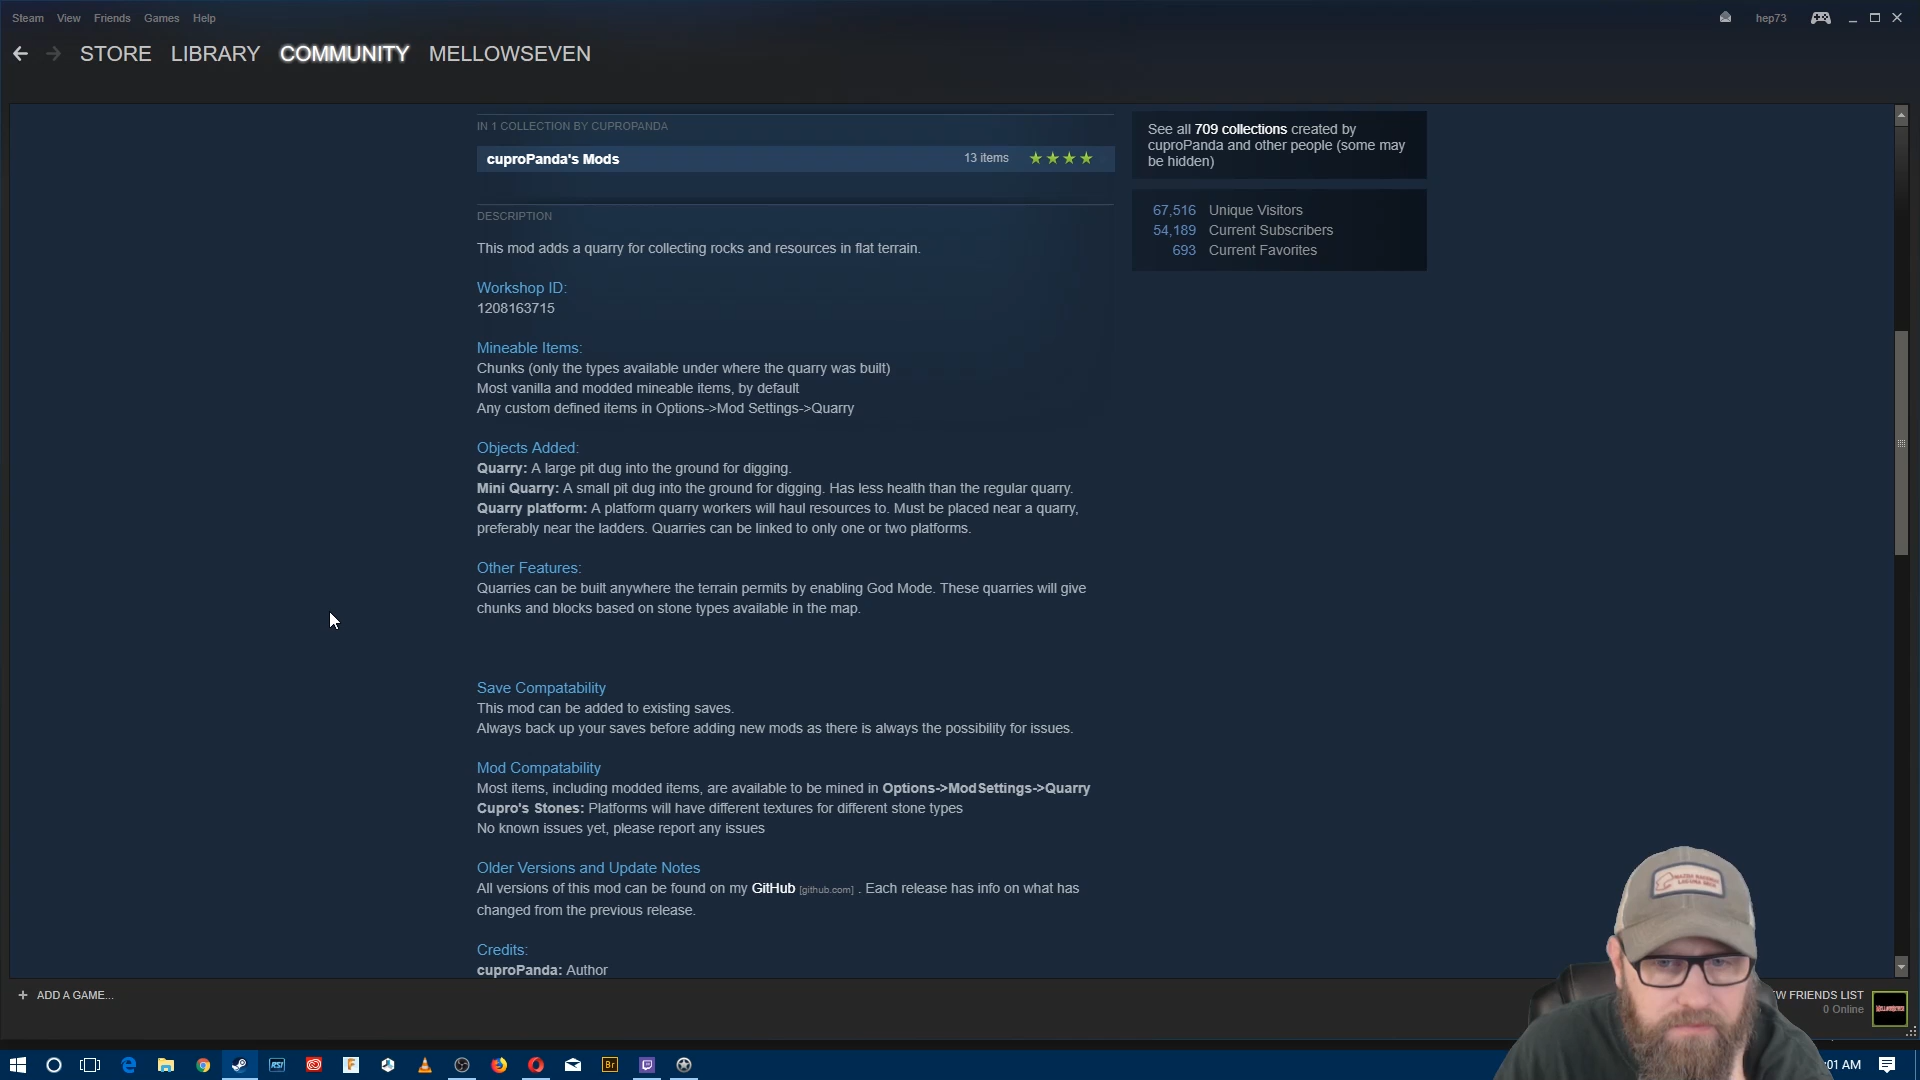 Steam View Friends Games Help
hep73
STORE LIBRARY COMMUNITY MELLOWSEVEN
IN 1 COLLECTION BY CUPROPANDA
cuproPanda's Mods 13 items
See all 709 collections created by
cuproPanda and other people (some may
be hidden)
67,516 Unique Visitors
54,189 Current Subscribers
693 Current Favorites
DESCRIPTION
This mod adds a quarry for collecting rocks and resources in flat terrain.
Workshop ID:
1208163715
Mineable Items:
Chunks (only the types available under where the quarry was built)
Most vanilla and modded mineable items, by default
Any custom defined items in Options->Mod Settings->Quarry
Objects Added:
Quarry: A large pit dug into the ground for digging.
Mini Quarry: A small pit dug into the ground for digging. Has less health than the regular quarry.
Quarry platform: A platform quarry workers will haul resources to. Must be placed near a quarry,
preferably near the ladders. Quarries can be linked to only one or two platforms.
Other Features:
Quarries can be built anywhere the terrain permits by enabling God Mode. These quarries will give
chunks and blocks based on stone types available in the map.
Save Compatability
This mod can be added to existing saves.
Always back up your saves before adding new mods as there is always the possibility for issues.
Mod Compatability
Most items, including modded items, are available to be mined in Options->ModSettings->Quarry
Cupro's Stones: Platforms will have different textures for different stone types
No known issues yet, please report any issues
Older Versions and Update Notes
All versions of this mod can be found on my GitHub [github.com] . Each release has info on what has
changed from the previous release.
Credits:
cuproPanda: Author
+ ADD A GAME...
W FRIENDS LIST
0 Online
RSI
Br
:01 AM